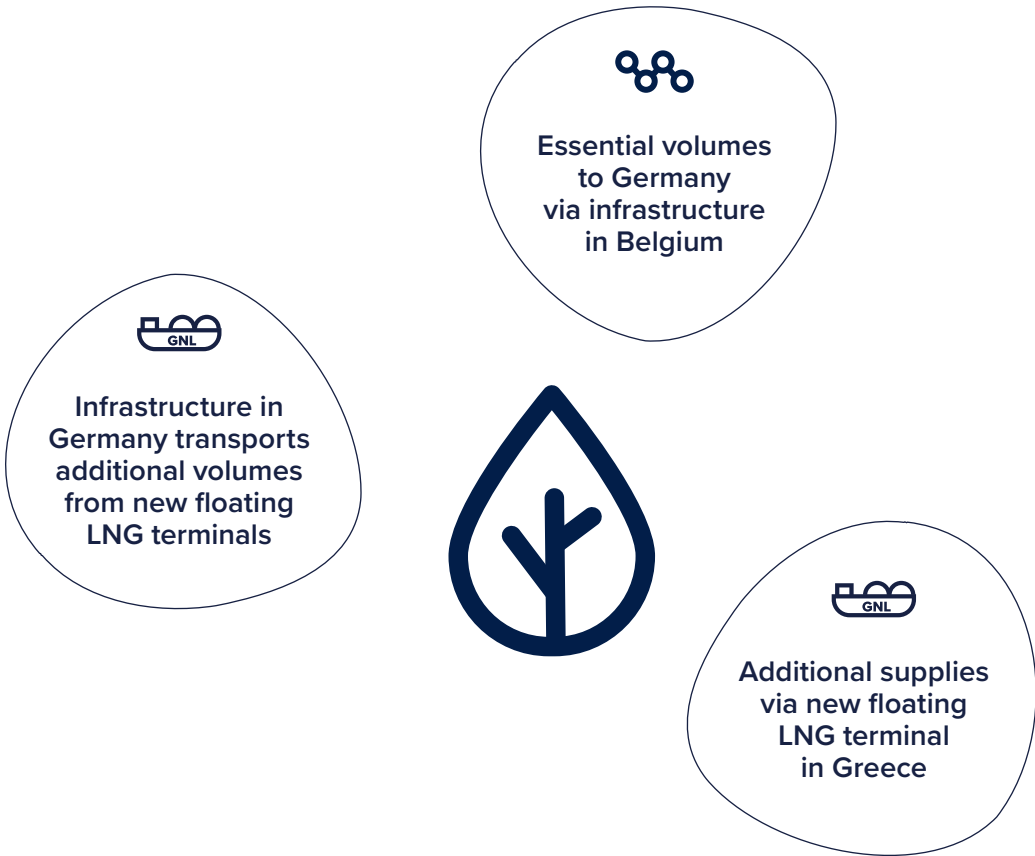 Essential volumes
to Germany
via infrastructure
in Belgium
GNL
Infrastructure in
Germany transports
additional volumes
from new floating
LNG terminals
GNL
Additional supplies
via new floating
LNG terminal
in Greece